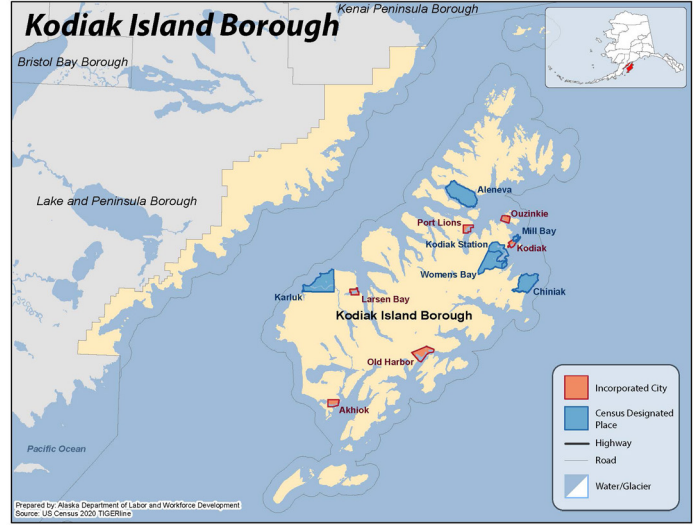 Kodiak Island Borough
Kenai Peninsula Borough
Bristol Bay Borough
Lake and Peninsula Borough
Aleneva
Ouzinkie
Port Lions
Mill Bay
Kodiak Station
Kodiak
Womens Bay
Chiniak
Karluk
Larsen Bay
Kodiak Island Borough
Old Harbor
Akhiok
Pacific Ocean
Incorporated City
Census Designated
Place
Highway
Road
Water/Glacier
Prepared by: Alaska Department of Labor and Workforce Development
Source: US Census 2020 TIGERline